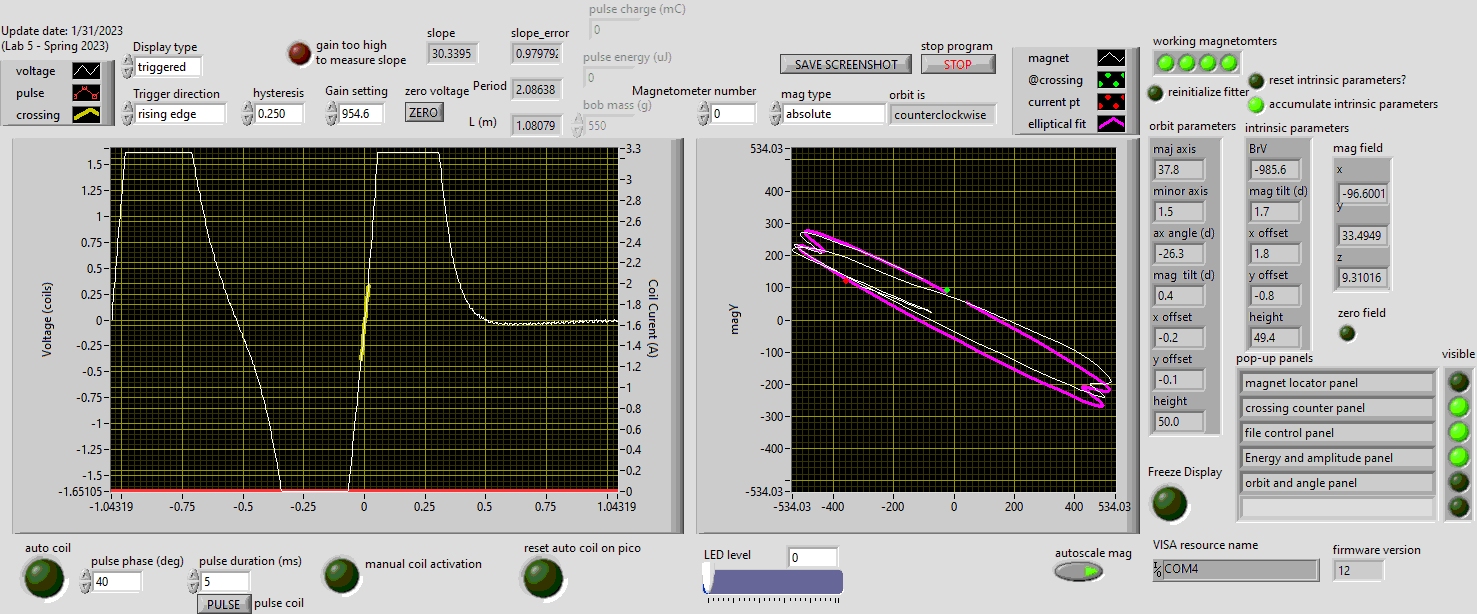 Update date: 1/31/2023
(Lab 5 - Spring 2023)
voltage
pulse
crossing
Display type
triggered
Trigger direction
rising edge
gain too high
to measure slope
hysteresis
0.250
Gain setting
954.6
zero voltage
ZERO
slope
30.3395
slope_error
Period
2.08638
L (m)
1.08079
pulse charge (mC)
0
pulse energy (uJ)
0
bob mass (g)
550
Magnetometer number
0
SAVE SCREENSHOT
stop program
STOP
mag type
absolute
orbit is
counterclockwise
magnet
@crossing
current pt
elliptical fit
working magnetomters
reinitialize fitter
reset intrinsic parameters?
accumulate intrinsic parameters
orbit parameters
maj axis
37.8
minor axis
1.5
ax angle (d)
-26.3
mag tilt (d)
0.4
x offset
-0.2
y offset
-0.1
height
50.0
intrinsic parameters
BrV
-985.6
mag tilt (d)
1.7
x offset
1.8
y offset
-0.8
height
49.4
mag field
x
-96.6001
y
33.4949
z
9.31016
zero field
Voltage (coils)
1.5
1.25
1
0.75
0.5
0.25
0
-0.25
-0.5
-0.75
-1
-1.25
-1.5
-1.65105
3.3
3
2.8
2.6
2.4
2.2
2
1.8
1.6
1.4
1.2
1
0.8
0.6
0.4
0.2
0
Coil Current (A)
-1.04319 -0.75 -0.5 -0.25 0 0.25 0.5 0.75 1.04319
magy
534.03
400
300
200
100
0
-100
-200
-300
-400
-534.03
-534.03 -400 -200 0 200 400 534.03
pop-up panels
visible
magnet locator panel
crossing counter panel
file control panel
Energy and amplitude panel
orbit and angle panel
Freeze Display
auto coil
pulse phase (deg)
40
pulse duration (ms)
5
PULSE
pulse coil
manual coil activation
reset auto coil on pico
LED level
0
autoscale mag
VISA resource name
COM4
firmware version
12